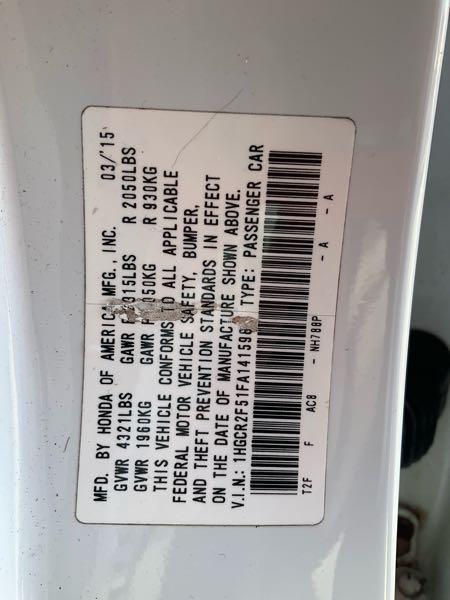 MFD. BY HONDA OF AMERICA MFG., INC. 03/'15
GVWR 4321LBS GAWR F 2315LBS R 2050LBS
GVWR 1960KG GAWR F 1050KG R 930KG
THIS VEHICLE CONFORMS TO ALL APPLICABLE
FEDERAL MOTOR VEHICLE SAFETY, BUMPER,
AND THEFT PREVENTION STANDARDS IN EFFECT
ON THE DATE OF MANUFACTURE SHOWN ABOVE.
V.I.N.: 1HGCR2F51FA14159 TYPE: PASSENGER CAR
T2F F AC8 - NH788P - A - A